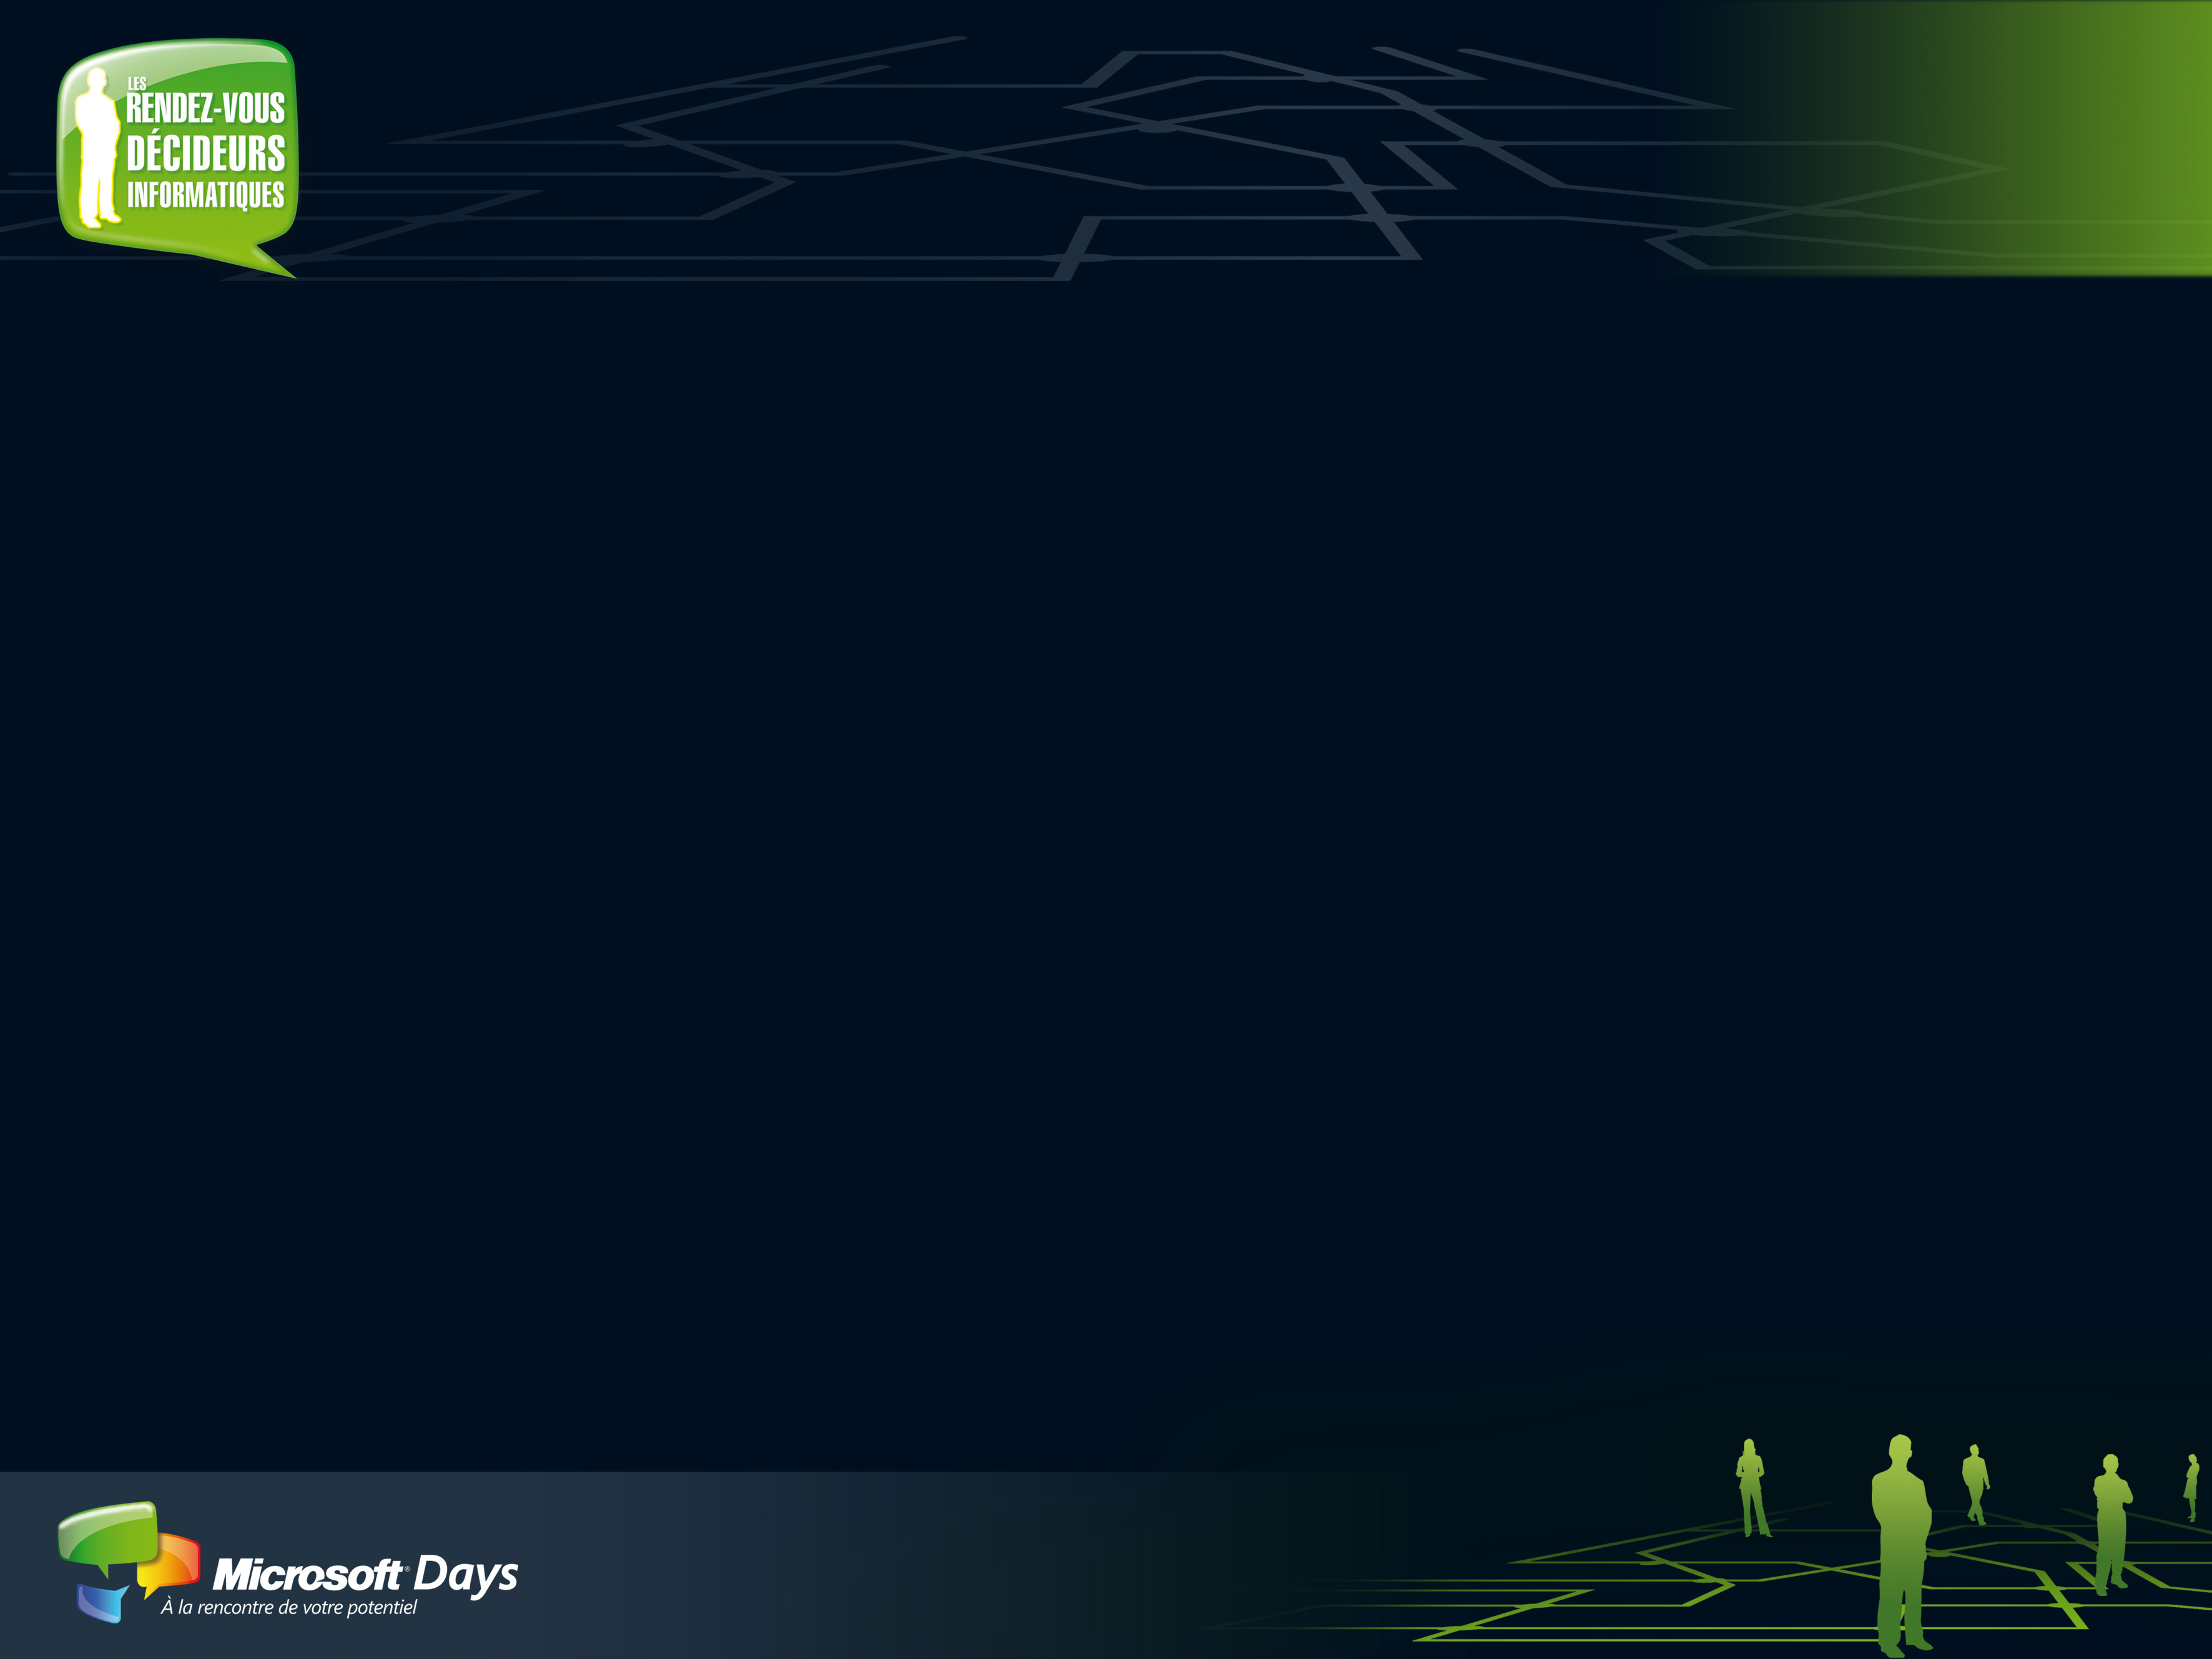 LES
RENDEZ-VOUS
DÉCIDEURS
INFORMATIQUES
Microsoft® Days
À la rencontre de votre potentiel